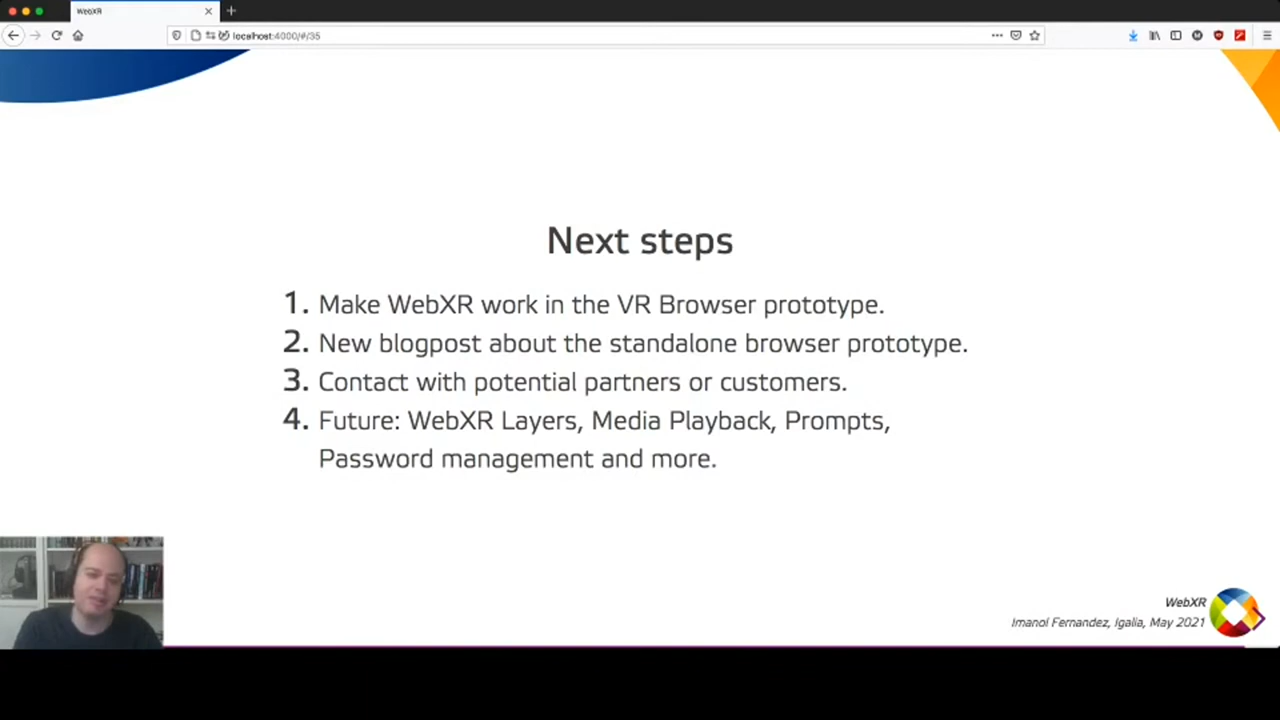 WebXR
localhost:4000/#/35
Next steps
1. Make WebXR work in the VR Browser prototype.
2. New blogpost about the standalone browser prototype.
3. Contact with potential partners or customers.
4. Future: WebXR Layers, Media Playback, Prompts,
Password management and more.
WebXR
Imanol Fernandez, Igalia, May 2021